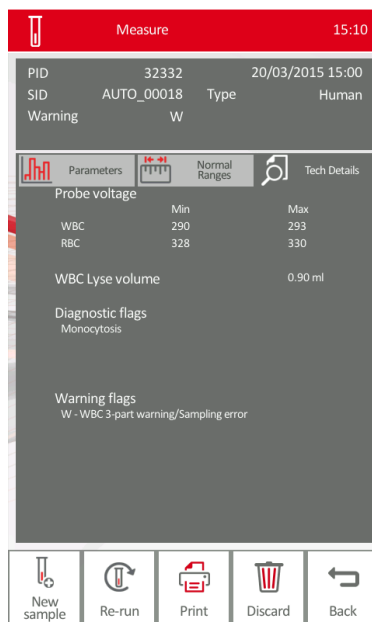 Measure 15:10
PID 32332 20/03/2015 15:00
SID AUTO_00018 Type Human
Warning W
Parameters Normal Ranges Tech Details
Probe voltage
Min Max
WBC 290 293
RBC 328 330
WBC Lyse volume 0.90 ml
Diagnostic flags
Monocytosis
Warning flags
W - WBC 3-part warning/Sampling error
New sample Re-run Print Discard Back